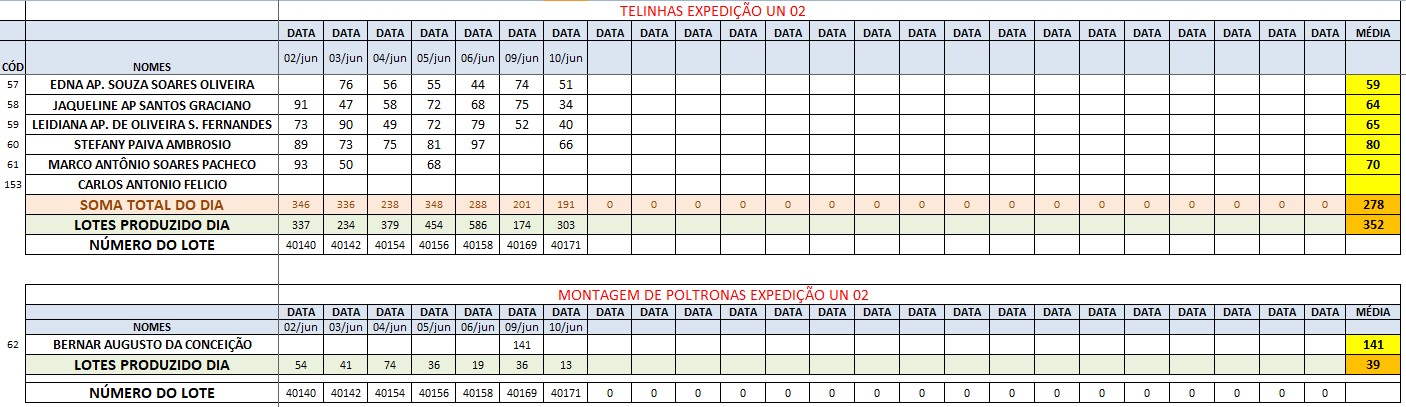 TELINHAS EXPEDIÇÃO UN 02
DATA DATA DATA DATA DATA DATA DATA DATA DATA DATA DATA DATA DATA DATA DATA DATA DATA DATA DATA DATA DATA DATA DATA DATA MÉDIA
CÓD NOMES 02/jun 03/jun 04/jun 05/jun 06/jun 09/jun 10/jun
57 EDNA AP. SOUZA SOARES OLIVEIRA 76 56 55 44 74 51 59
58 JAQUELINE AP SANTOS GRACIANO 91 47 58 72 68 75 34 64
59 LEIDIANA AP. DE OLIVEIRA S. FERNANDES 73 90 49 72 79 52 40 65
60 STEFANY PAIVA AMBROSIO 89 73 75 81 97 66 80
61 MARCO ANTÔNIO SOARES PACHECO 93 50 68 70
153 CARLOS ANTONIO FELICIO
SOMA TOTAL DO DIA 346 336 238 348 288 201 191 0 0 0 0 0 0 0 0 0 0 0 0 0 0 0 0 0 278
LOTES PRODUZIDO DIA 337 234 379 454 586 174 303 352
NÚMERO DO LOTE 40140 40142 40154 40156 40158 40169 40171
MONTAGEM DE POLTRONAS EXPEDIÇÃO UN 02
DATA DATA DATA DATA DATA DATA DATA DATA DATA DATA DATA DATA DATA DATA DATA DATA DATA DATA DATA DATA DATA DATA DATA DATA MÉDIA
NOMES 02/jun 03/jun 04/jun 05/jun 06/jun 09/jun 10/jun
62 BERNAR AUGUSTO DA CONCEIÇÃO 141 141
LOTES PRODUZIDO DIA 54 41 74 36 19 36 13 39
NÚMERO DO LOTE 40140 40142 40154 40156 40158 40169 40171 0 0 0 0 0 0 0 0 0 0 0 0 0 0 0 0 0